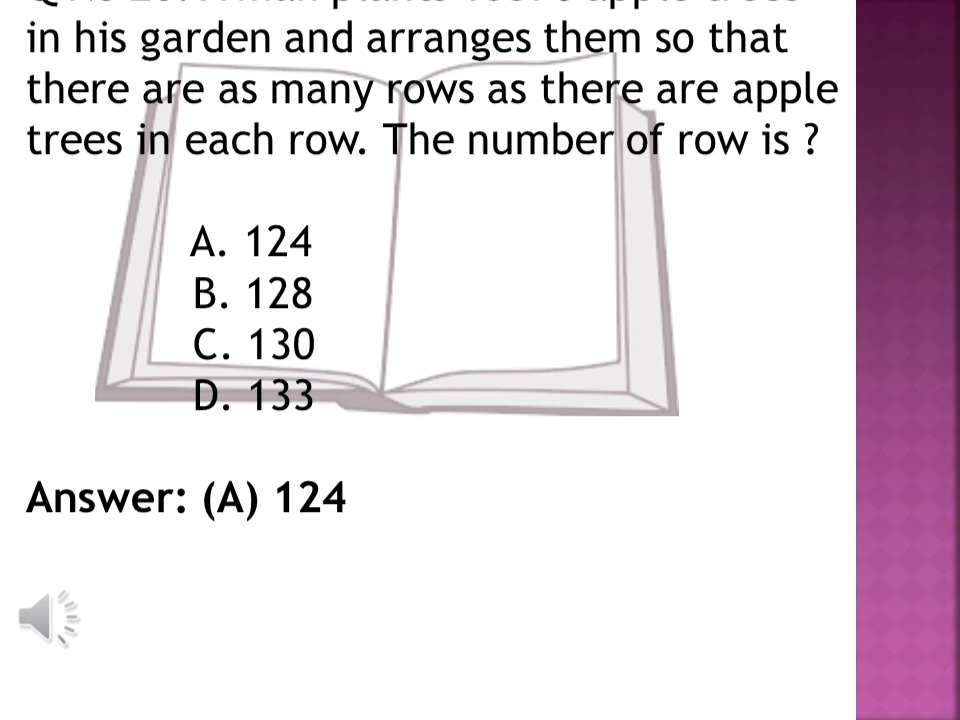 in his garden and arranges them so that
there are as many rows as there are apple
trees in each row. The number of row is ?
A. 124
B. 128
C. 130
D. 133
Answer: (A) 124